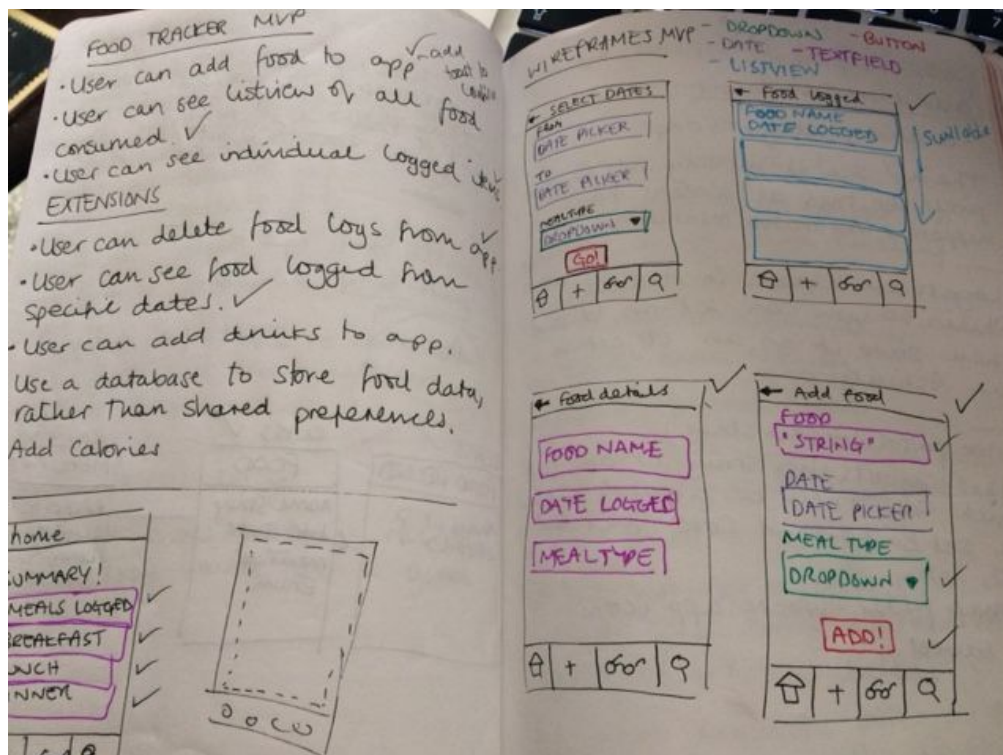 FOOD TRACKER MVP
• User can add food to app ✓ - add
toast to
• User can see listview of all food
consumed. ✓
• User can see individual logged
EXTENSIONS
• User can delete food logs from app ✓
• User can see food logged from
specific dates. ✓
• User can add drinks to app.
Use a database to store food data,
rather than shared preferences.
Add Calories
home
SUMMARY!
MEALS LOGGED ✓
BREAKFAST ✓
LUNCH ✓
DINNER ✓
WIREFRAMES MVP
- DROPDOWN - BUTTON
- DATE - TEXTFIELD
- LISTVIEW
← SELECT DATES
FROM
DATE PICKER
TO
DATE PICKER
MEALTYPE
DROPDOWN
GO!
+
← Food logged ✓
FOOD NAME
DATE LOGGED
+
← Food details ✓
FOOD NAME
DATE LOGGED
MEALTYPE
+
← Add food ✓
FOOD
"STRING" ✓
DATE
DATE PICKER
MEAL TYPE
DROPDOWN ✓
ADD! ✓
+